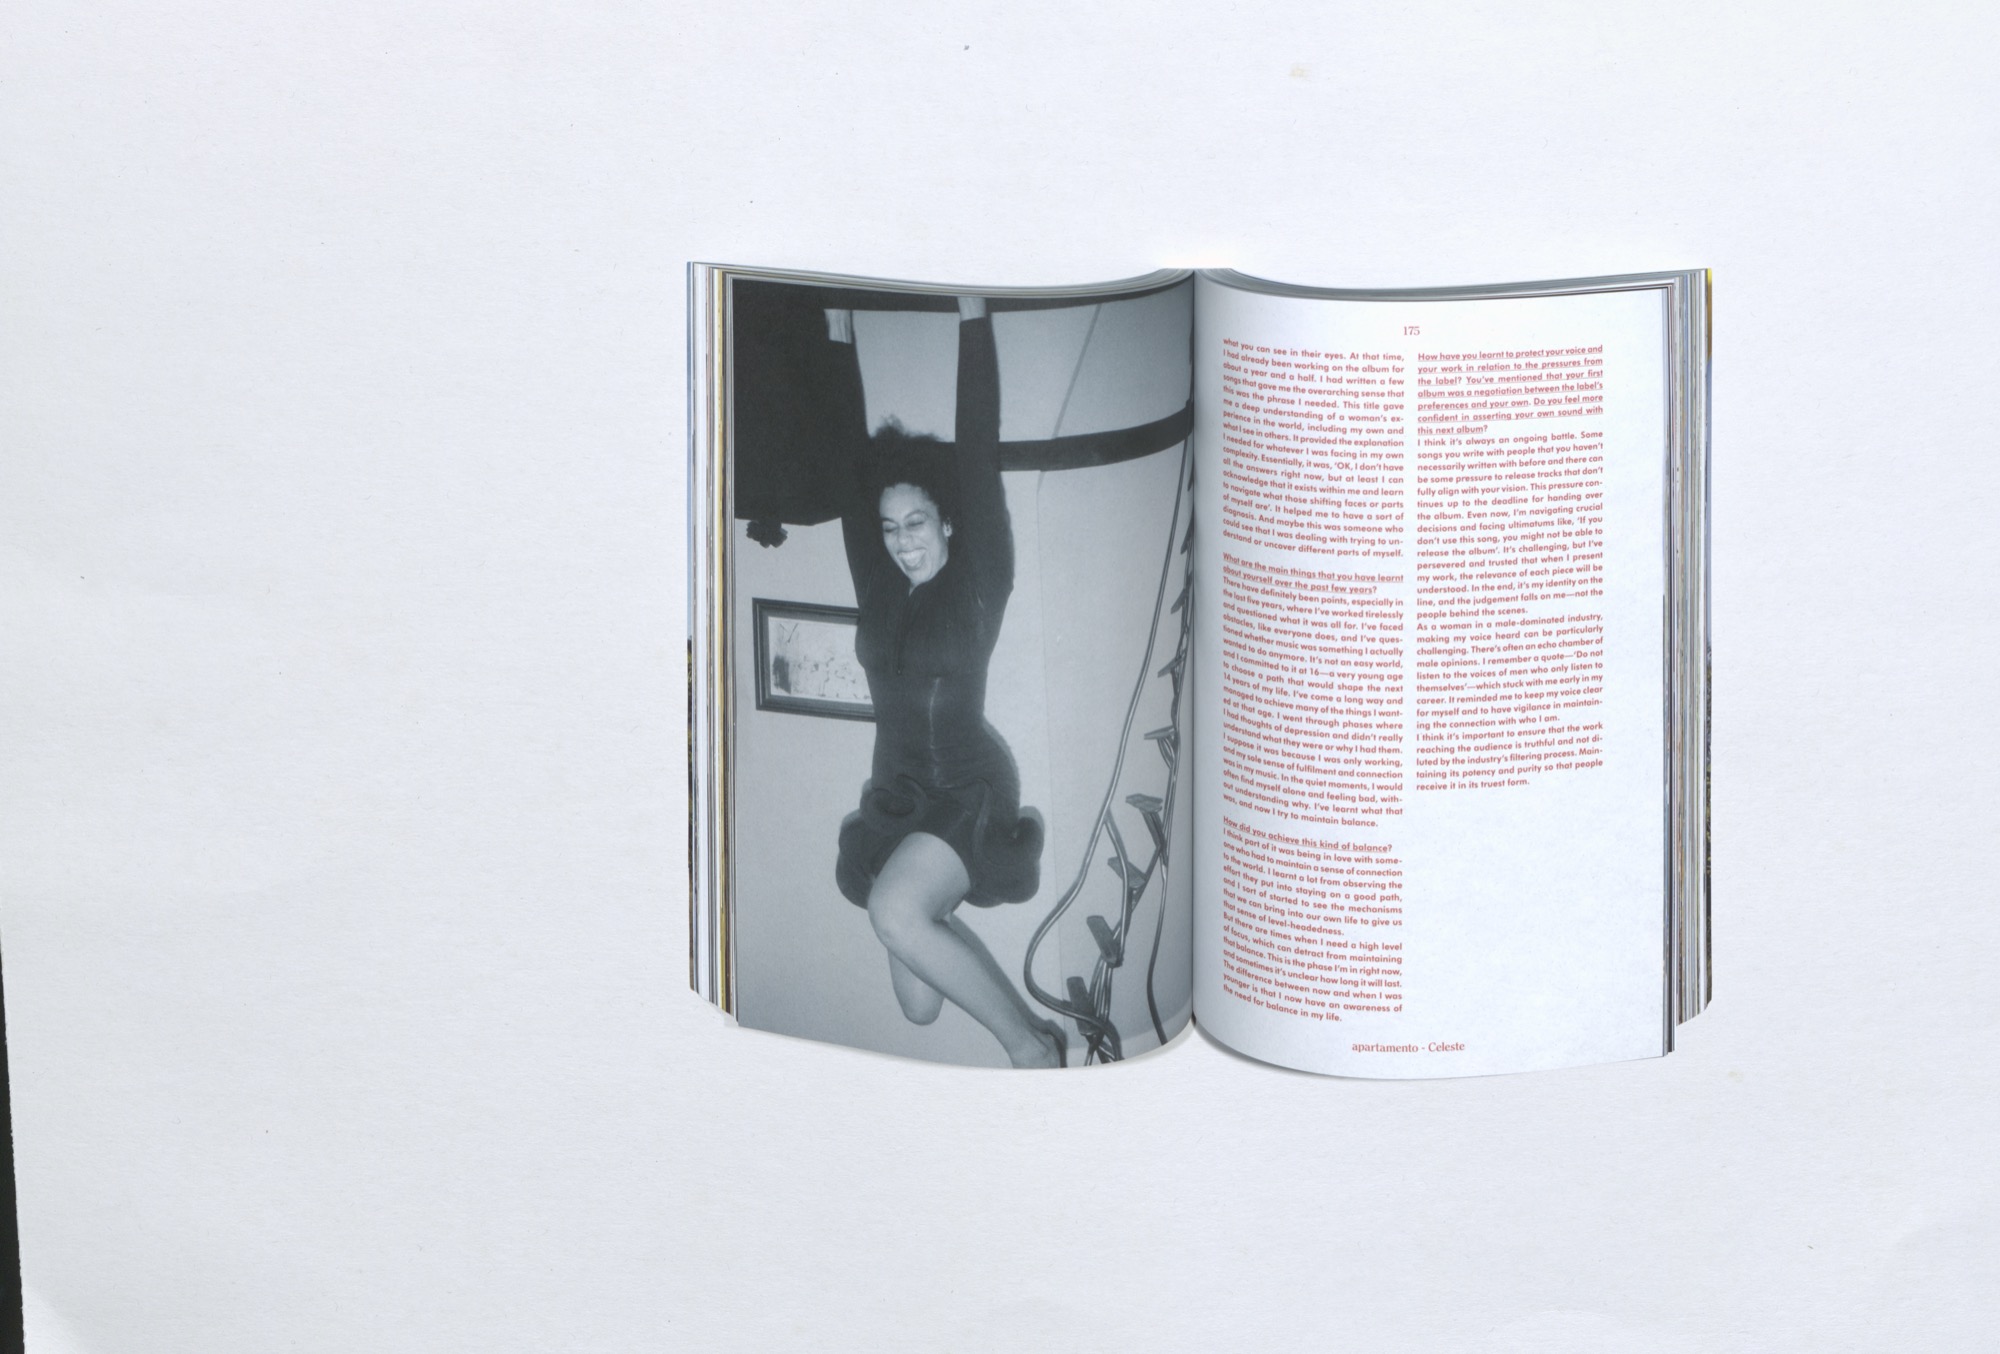 175
what you can see in their eyes. At that time,
I had already been working on the album for
about a year and a half. I had written a few
songs that gave me the overarching sense that
this was the phrase I needed. This title gave
me a deep understanding of a woman's ex-
perience in the world, including my own and
what I see in others. It provided the explanation
I needed for whatever I was facing in my own
complexity. Essentially, it was, 'OK, I don't have
all the answers right now, but at least I can
acknowledge that it exists within me and learn
to navigate what those shifting faces or parts
of myself are'. It helped me to have a sort of
diagnosis. And maybe this was someone who
could see that I was dealing with trying to un-
derstand or uncover different parts of myself.
What are the main things that you have learnt
about yourself over the past few years?
There have definitely been points, especially in
the last five years, where I've worked tirelessly
and questioned what it was all for. I've faced
obstacles, like everyone does, and I've ques-
tioned whether music was something I actually
wanted to do anymore. It's not an easy world,
and I committed to it at 16—a very young age
to choose a path that would shape the next
14 years of my life. I've come a long way and
managed to achieve many of the things I want-
ed at that age. I went through phases where
I had thoughts of depression and didn't really
understand what they were or why I had them.
I suppose it was because I was only working,
and my sole sense of fulfilment and connection
was in my music. In the quiet moments, I would
often find myself alone and feeling bad, with-
out understanding why. I've learnt what that
was, and now I try to maintain balance.
How did you achieve this kind of balance?
I think part of it was being in love with some-
one who had to maintain a sense of connection
to the world. I learnt a lot from observing the
effort they put into staying on a good path,
and I sort of started to see the mechanisms
that we can bring into our own life to give us
that sense of level-headedness.
But there are times when I need a high level
of focus, which can detract from maintaining
that balance. This is the phase I'm in right now,
and sometimes it's unclear how long it will last.
The difference between now and when I was
younger is that I now have an awareness of
the need for balance in my life.
How have you learnt to protect your voice and
your work in relation to the pressures from
the label? You've mentioned that your first
album was a negotiation between the label's
preferences and your own. Do you feel more
confident in asserting your own sound with
this next album?
I think it's always an ongoing battle. Some
songs you write with people that you haven't
necessarily written with before and there can
be some pressure to release tracks that don't
fully align with your vision. This pressure con-
tinues up to the deadline for handing over
the album. Even now, I'm navigating crucial
decisions and facing ultimatums like, 'If you
don't use this song, you might not be able to
release the album'. It's challenging, but I've
persevered and trusted that when I present
my work, the relevance of each piece will be
understood. In the end, it's my identity on the
line, and the judgement falls on me—not the
people behind the scenes.
As a woman in a male-dominated industry,
making my voice heard can be particularly
challenging. There's often an echo chamber of
male opinions. I remember a quote—'Do not
listen to the voices of men who only listen to
themselves'—which stuck with me early in my
career. It reminded me to keep my voice clear
for myself and to have vigilance in maintain-
ing the connection with who I am.
I think it's important to ensure that the work
reaching the audience is truthful and not di-
luted by the industry's filtering process. Main-
taining its potency and purity so that people
receive it in its truest form.
apartamento - Celeste